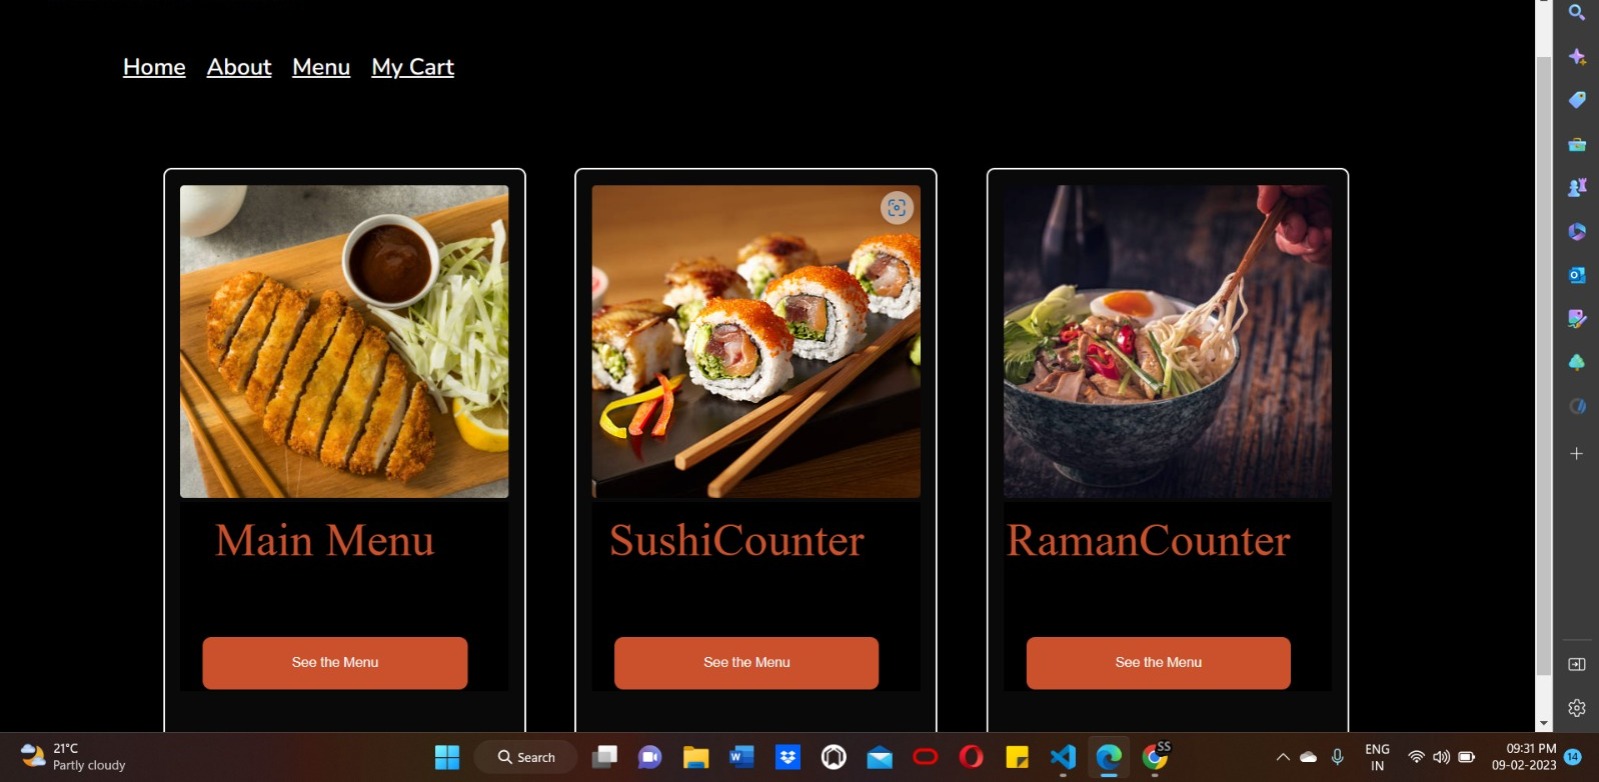 Home About Menu My Cart
Main Menu
SushiCounter
RamanCounter
See the Menu
See the Menu
See the Menu
21°C
Partly cloudy
Search
SS
ENG
IN
09:31 PM
09-02-2023
14